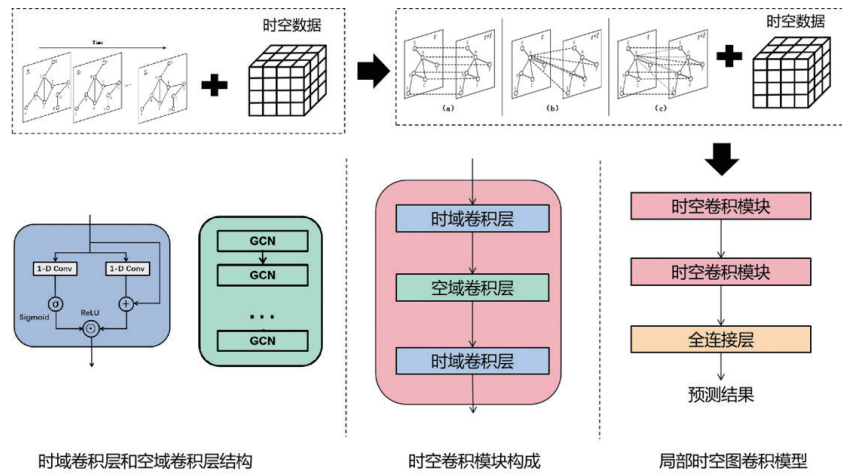 时空数据
Time
时空数据
t
t+1
t
t+1
t
t+1
(a)
(b)
(c)
1-D Conv
1-D Conv
σ
+
Sigmoid
ReLU
GCN
GCN
...
GCN
时域卷积层
空域卷积层
时域卷积层
时空卷积模块
时空卷积模块
全连接层
预测结果
时域卷积层和空域卷积层结构
时空卷积模块构成
局部时空图卷积模型